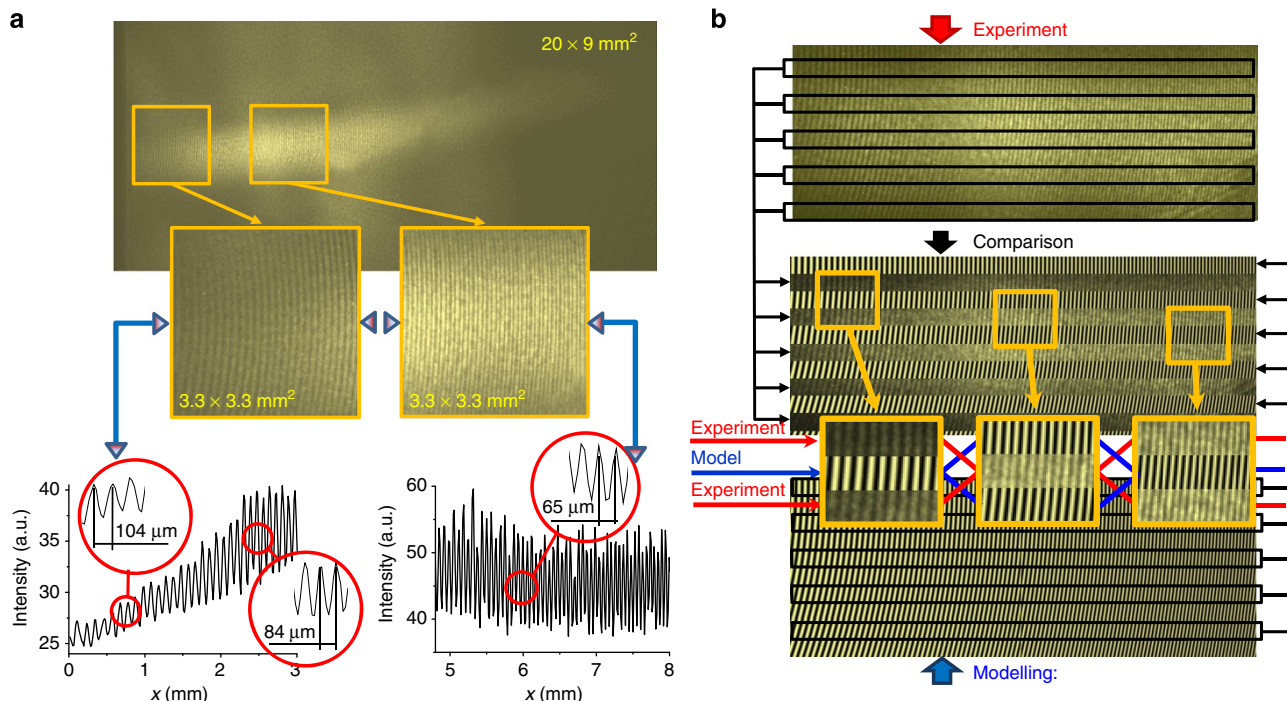 a
20 × 9 mm²
3.3 × 3.3 mm²
3.3 × 3.3 mm²
40
35
30
25
Intensity (a.u.)
0
1
2
3
x (mm)
104 μm
84 μm
60
50
40
Intensity (a.u.)
5
6
7
8
x (mm)
65 μm
b
Experiment
Comparison
Experiment
Model
Experiment
Modelling: